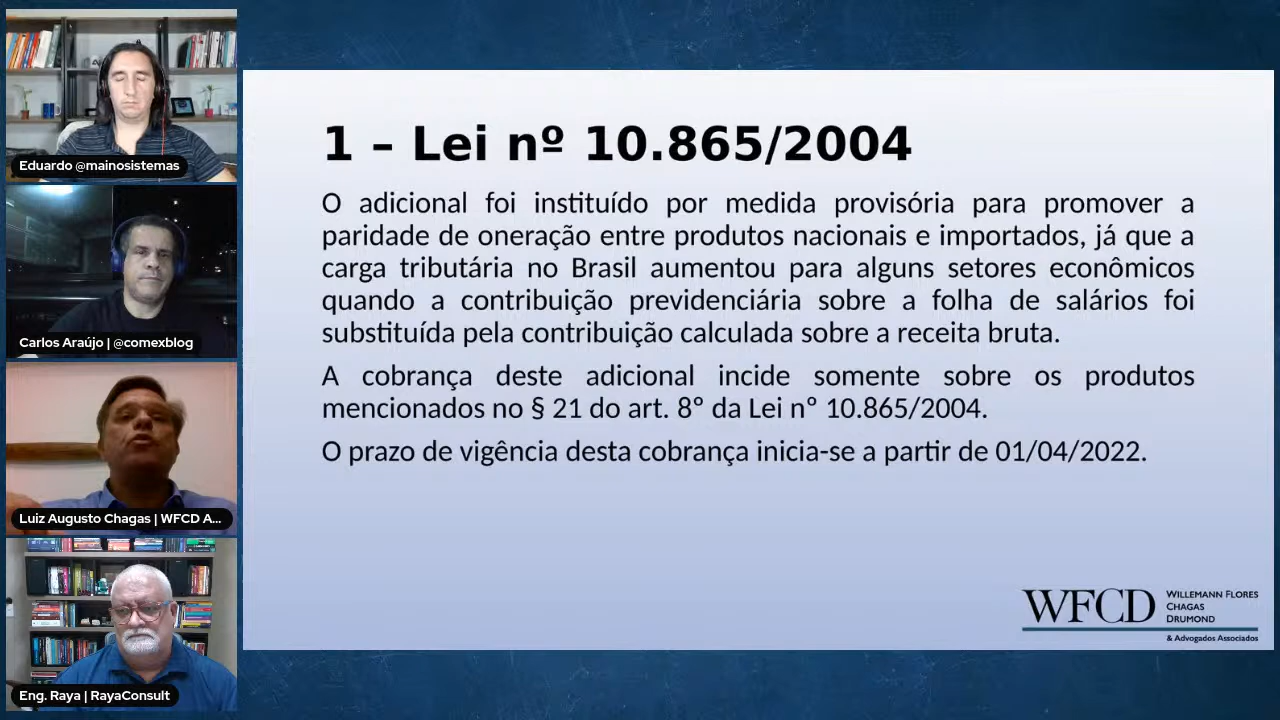 Eduardo @mainosistemas
Carlos Araújo | @comexblog
Luiz Augusto Chagas | WFCD A...
Eng. Raya | RayaConsult
1 – Lei nº 10.865/2004
O adicional foi instituído por medida provisória para promover a
paridade de oneração entre produtos nacionais e importados, já que a
carga tributária no Brasil aumentou para alguns setores econômicos
quando a contribuição previdenciária sobre a folha de salários foi
substituída pela contribuição calculada sobre a receita bruta.
A cobrança deste adicional incide somente sobre os produtos
mencionados no § 21 do art. 8º da Lei nº 10.865/2004.
O prazo de vigência desta cobrança inicia-se a partir de 01/04/2022.
WFCD
WILLEMANN FLORES
CHAGAS
DRUMOND
& Advogados Associados